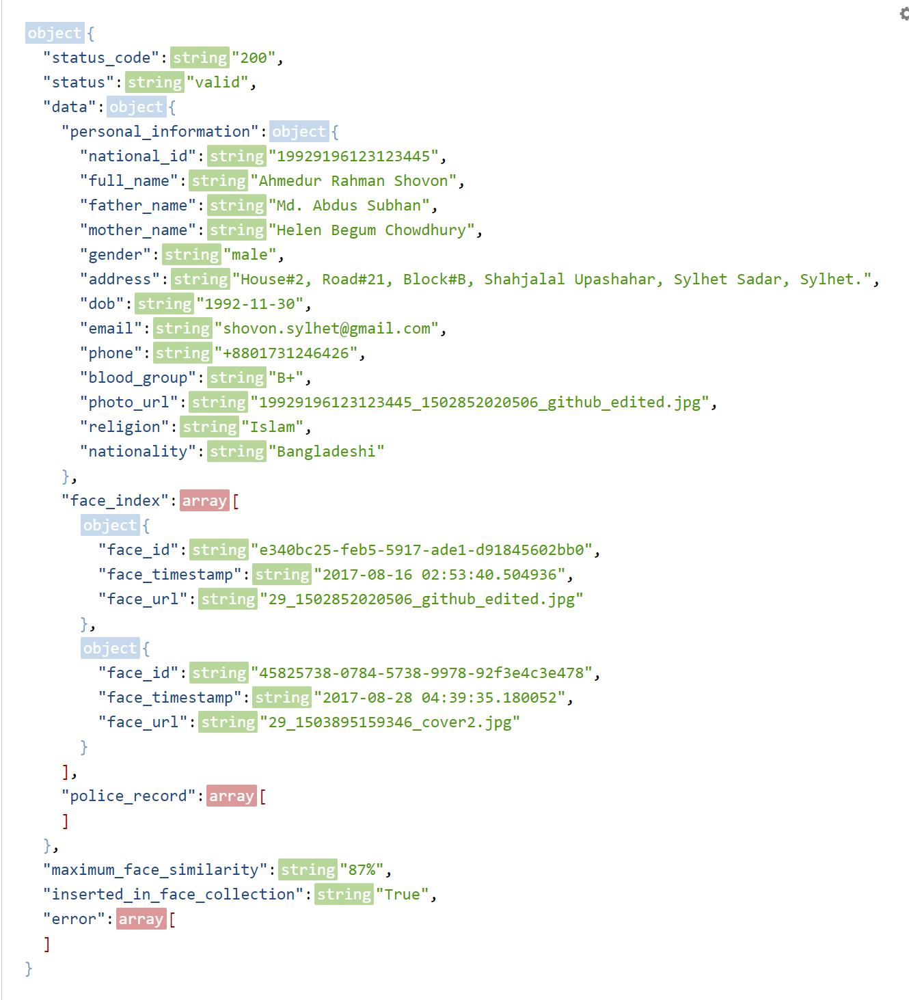 object{
"status_code":string"200",
"status":string"valid",
"data":object{
"personal_information":object{
"national_id":string"19929196123123445",
"full_name":string"Ahmedur Rahman Shovon",
"father_name":string"Md. Abdus Subhan",
"mother_name":string"Helen Begum Chowdhury",
"gender":string"male",
"address":string"House#2, Road#21, Block#B, Shahjalal Upashahar, Sylhet Sadar, Sylhet.",
"dob":string"1992-11-30",
"email":string"shovon.sylhet@gmail.com",
"phone":string"+8801731246426",
"blood_group":string"B+",
"photo_url":string"19929196123123445_1502852020506_github_edited.jpg",
"religion":string"Islam",
"nationality":string"Bangladeshi"
},
"face_index":array[
object{
"face_id":string"e340bc25-feb5-5917-ade1-d91845602bb0",
"face_timestamp":string"2017-08-16 02:53:40.504936",
"face_url":string"29_1502852020506_github_edited.jpg"
},
object{
"face_id":string"45825738-0784-5738-9978-92f3e4c3e478",
"face_timestamp":string"2017-08-28 04:39:35.180052",
"face_url":string"29_1503895159346_cover2.jpg"
}
],
"police_record":array[
]
},
"maximum_face_similarity":string"87%",
"inserted_in_face_collection":string"True",
"error":array[
]
}